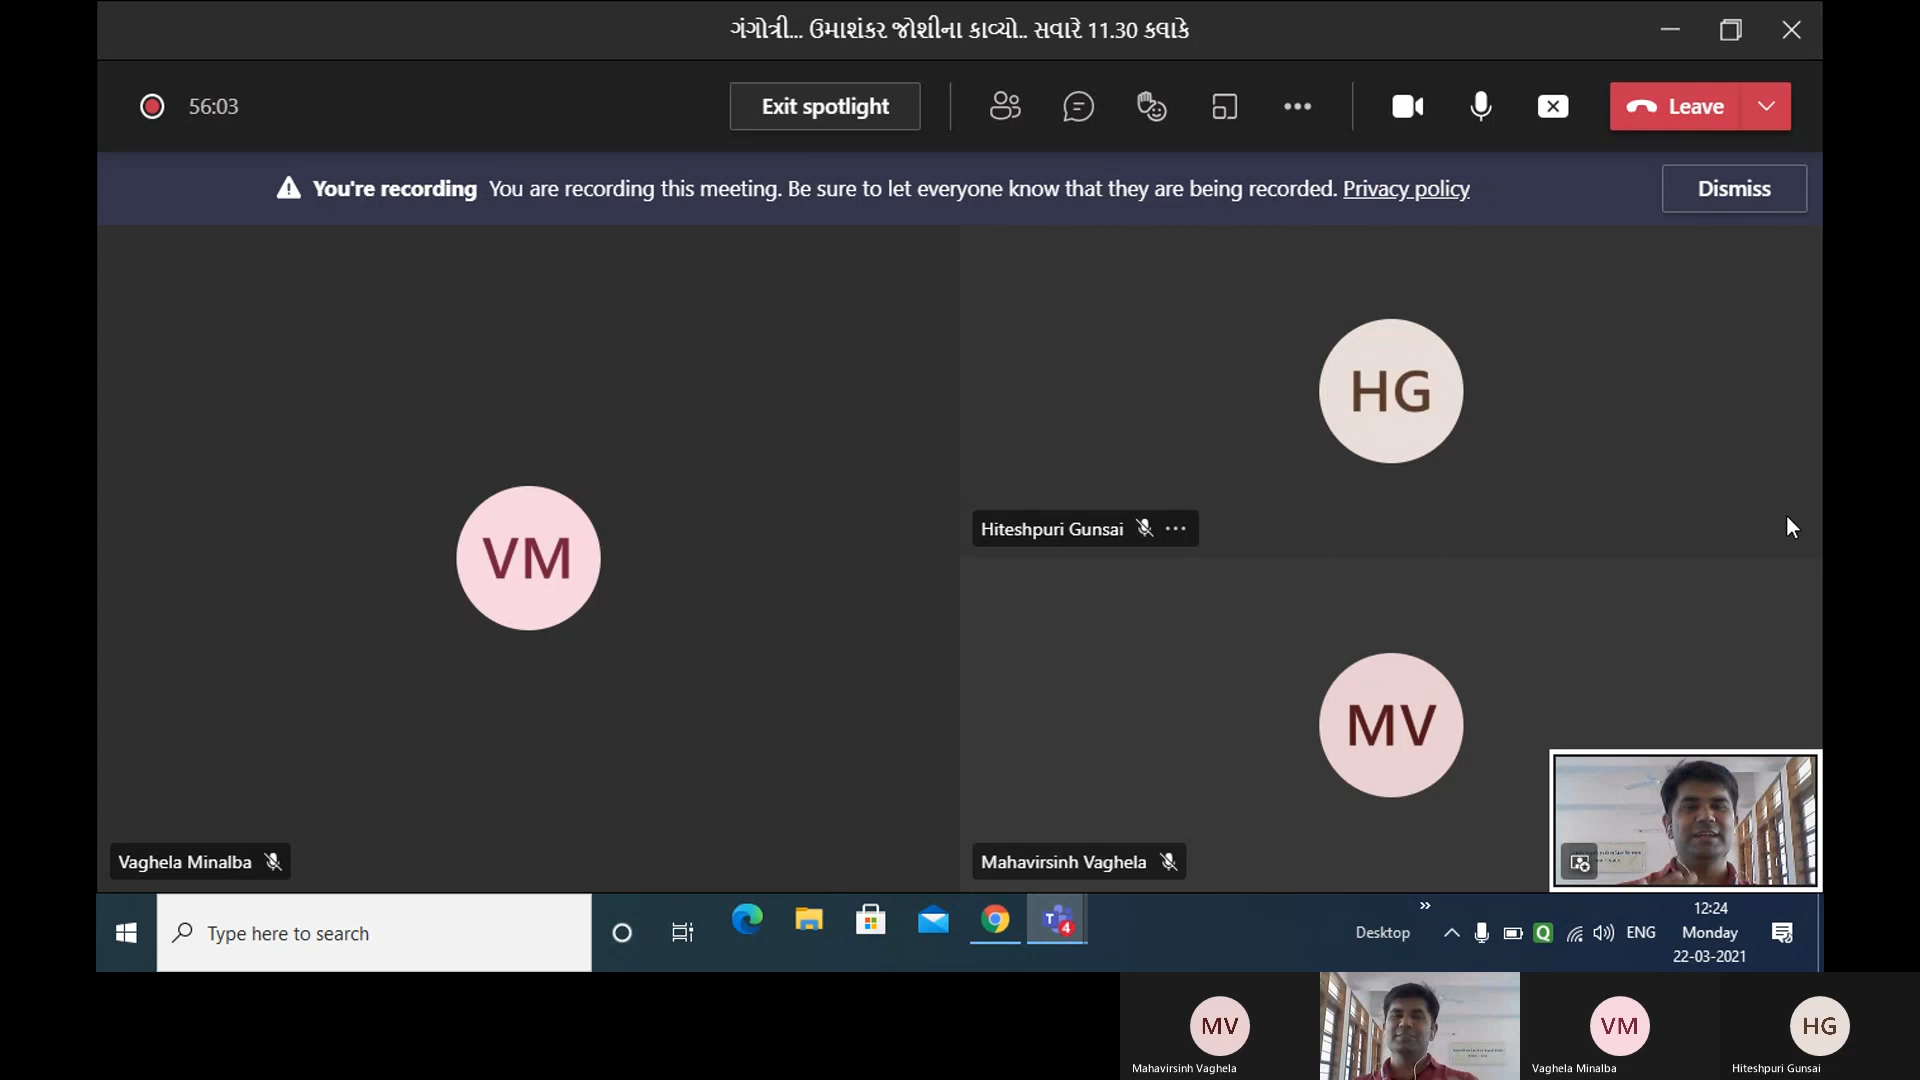 ગંગોત્રી... ઉમાશંકર જોશીના કાવ્યો.. સવારે 11.30 કલાકે
56:03
Exit spotlight
Leave
You're recording You are recording this meeting. Be sure to let everyone know that they are being recorded. Privacy policy
Dismiss
VM
HG
Hiteshpuri Gunsai
MV
Vaghela Minalba
Mahavirsinh Vaghela
Type here to search
4
Desktop
Q
ENG
12:24
Monday
22-03-2021
MV
VM
HG
Mahavirsinh Vaghela
Vaghela Minalba
Hiteshpuri Gunsai